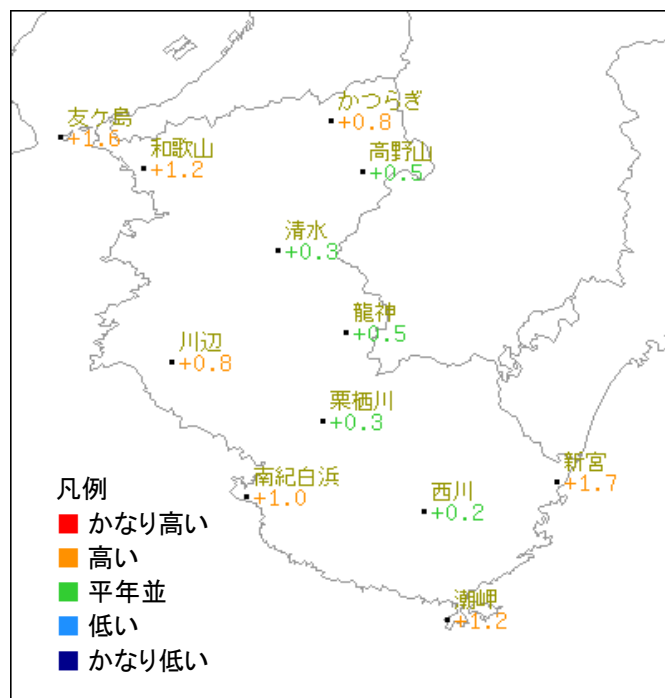 かつらぎ
+0.8
友ケ島
+1.6
和歌山
+1.2
高野山
+0.5
清水
+0.3
龍神
+0.5
川辺
+0.8
栗栖川
+0.3
新宮
+1.7
南紀白浜
+1.0
西川
+0.2
潮岬
+1.2
凡例
かなり高い
高い
平年並
低い
かなり低い